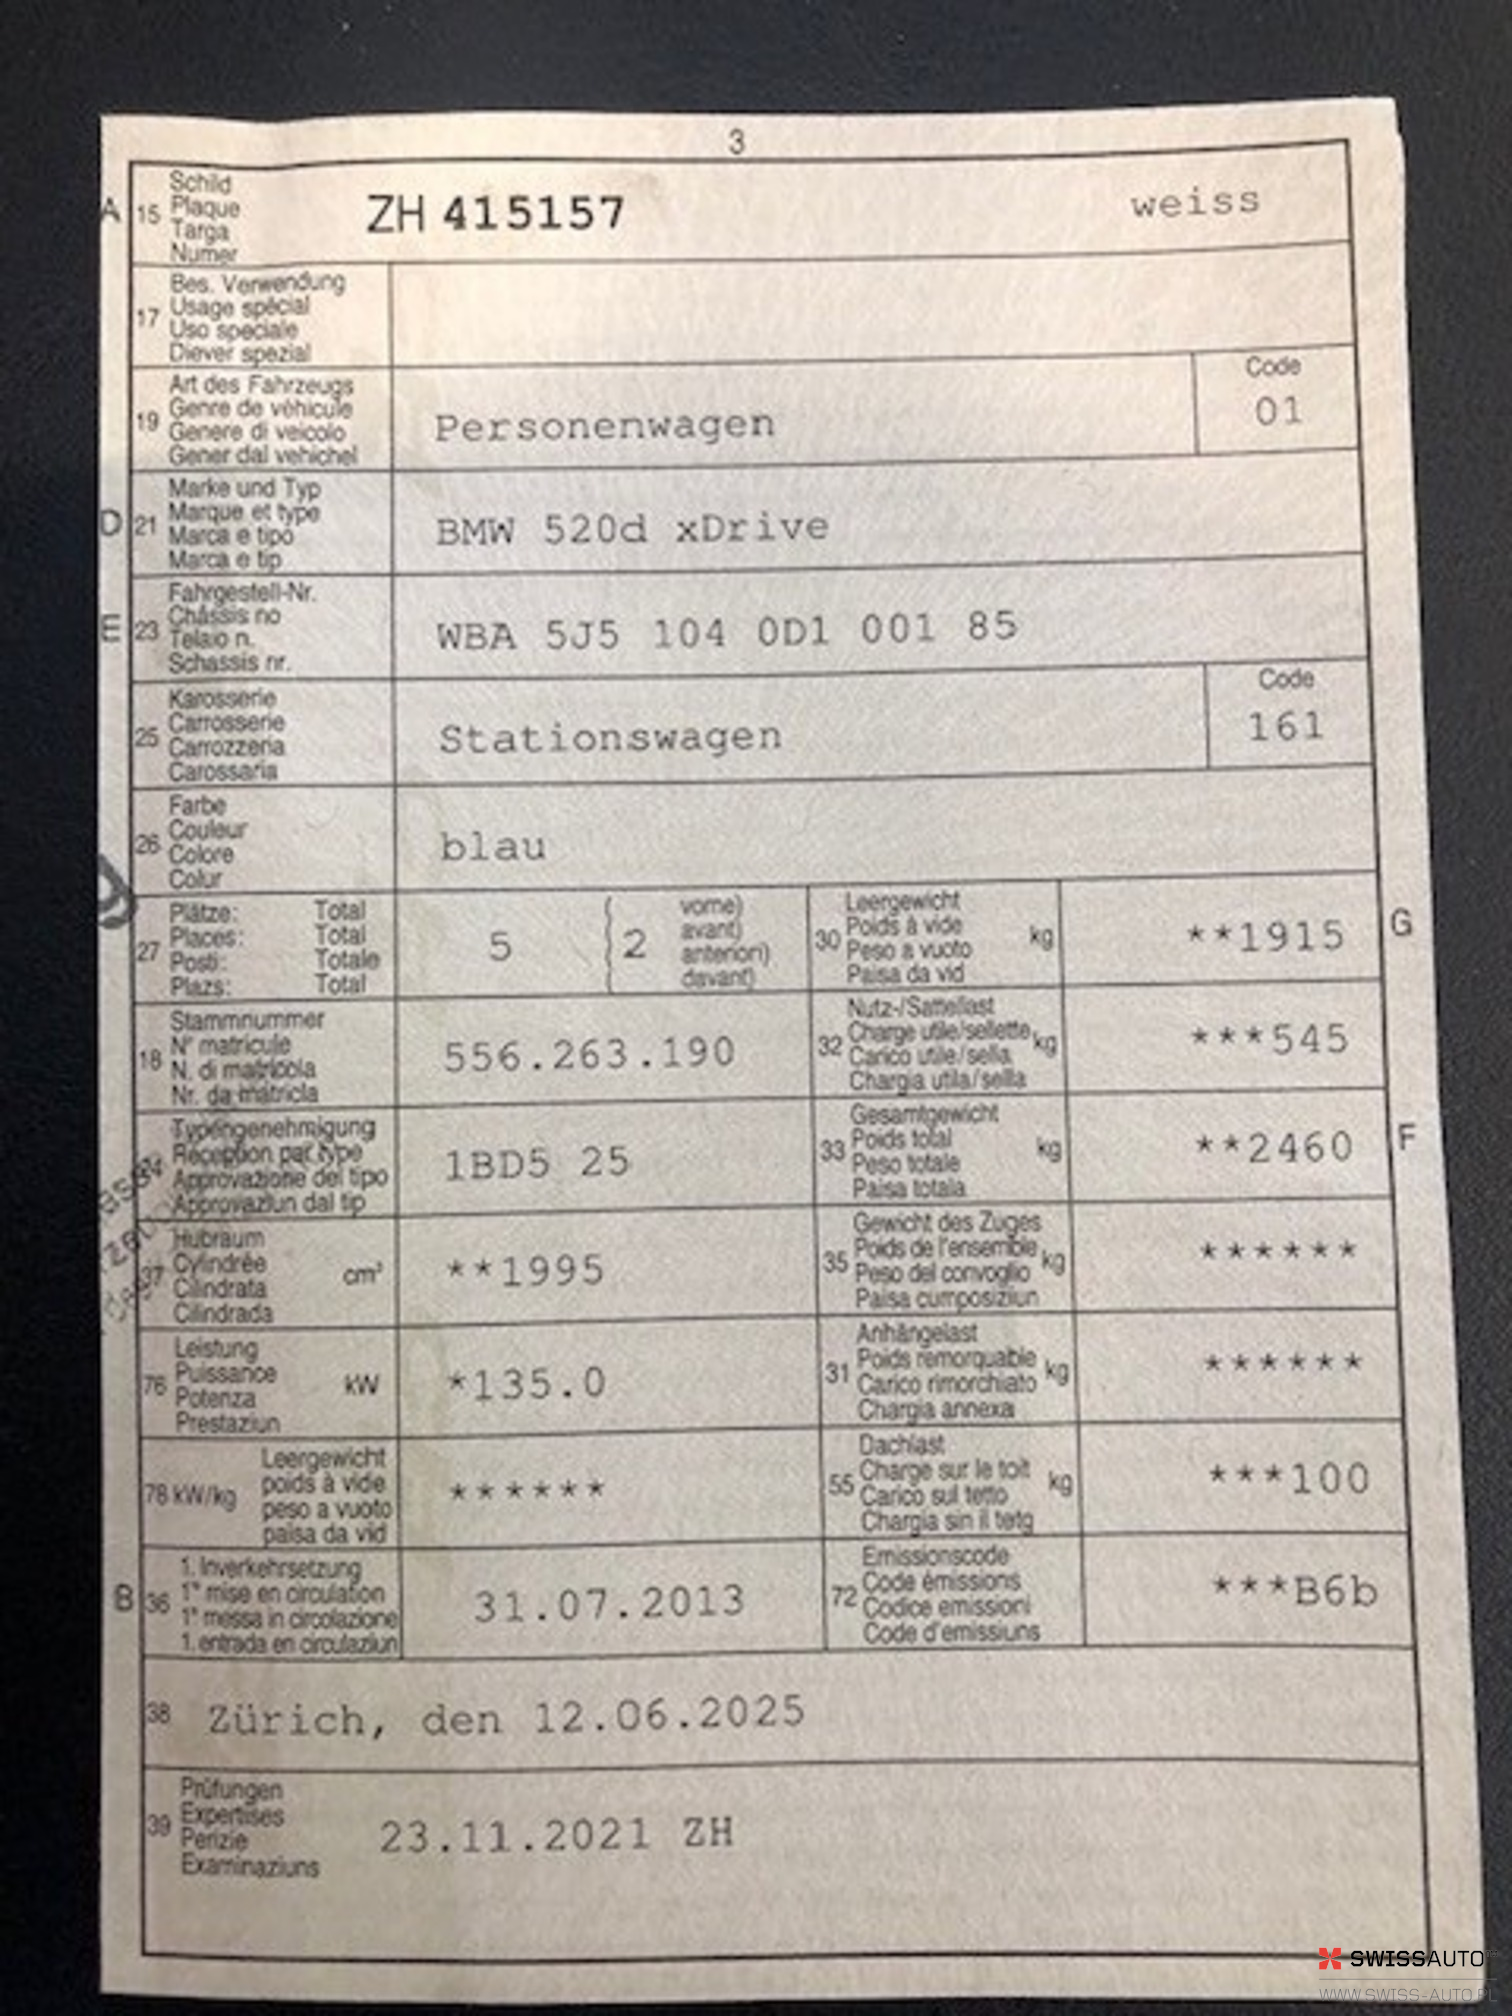 3
A 15 Schild
Plaque
Targa
Numer
ZH 415157 weiss
17 Bes. Verwendung
Usage spécial
Uso speciale
Diever spezial
19 Art des Fahrzeugs
Genre de véhicule
Genere di veicolo
Gener dal vehichel
Personenwagen
Code
01
D 21 Marke und Typ
Marque et type
Marca e tipo
Marca e tip
BMW 520d xDrive
E 23 Fahrgestell-Nr.
Châssis no
Telaio n.
Schassis nr.
WBA 5J5 104 0D1 001 85
25 Karosserie
Carrosserie
Carrozzeria
Carossaria
Stationswagen
Code
161
26 Farbe
Couleur
Colore
Colur
blau
27 Plätze: Total
Places: Total
Posti: Totale
Plazs: Total
5 ( 2 vorne)
avant)
anteriori)
davant)
30 Leergewicht
Poids à vide
Peso a vuoto
Paisa da vid
kg
**1915
G
18 Stammnummer
N° matricule
N. di matricola
Nr. da matricla
556.263.190
32 Nutz-/Sattellast
Charge utile/sellette
Carico utile/sella
Chargia utila/sella
kg
***545
24 Typengenehmigung
Réception par type
Approvazione del tipo
Approvaziun dal tip
1BD5 25
33 Gesamtgewicht
Poids total
Peso totale
Paisa totala
kg
**2460
F
37 Hubraum
Cylindrée
Cilindrata
Cilindrada
cm³
**1995
35 Gewicht des Zuges
Poids de l'ensemble
Peso del convoglio
Paisa cumposiziun
kg
******
76 Leistung
Puissance
Potenza
Prestaziun
kW
*135.0
31 Anhängelast
Poids remorquable
Carico rimorchiato
Chargia annexa
kg
******
78 kW/kg Leergewicht
poids à vide
peso a vuoto
paisa da vid
******
55 Dachlast
Charge sur le toit
Carico sul tetto
Chargia sin il tetg
kg
***100
B 36 1. Inverkehrsetzung
1re mise en circulation
1a messa in circolazione
1. entrada en circulaziun
31.07.2013
72 Emissionscode
Code émissions
Codice emissioni
Code d'emissiuns
***B6b
38 Zürich, den 12.06.2025
39 Prüfungen
Expertises
Perizie
Examinaziuns
23.11.2021 ZH
SWISSAUTO
WWW.SWISS-AUTO.PL